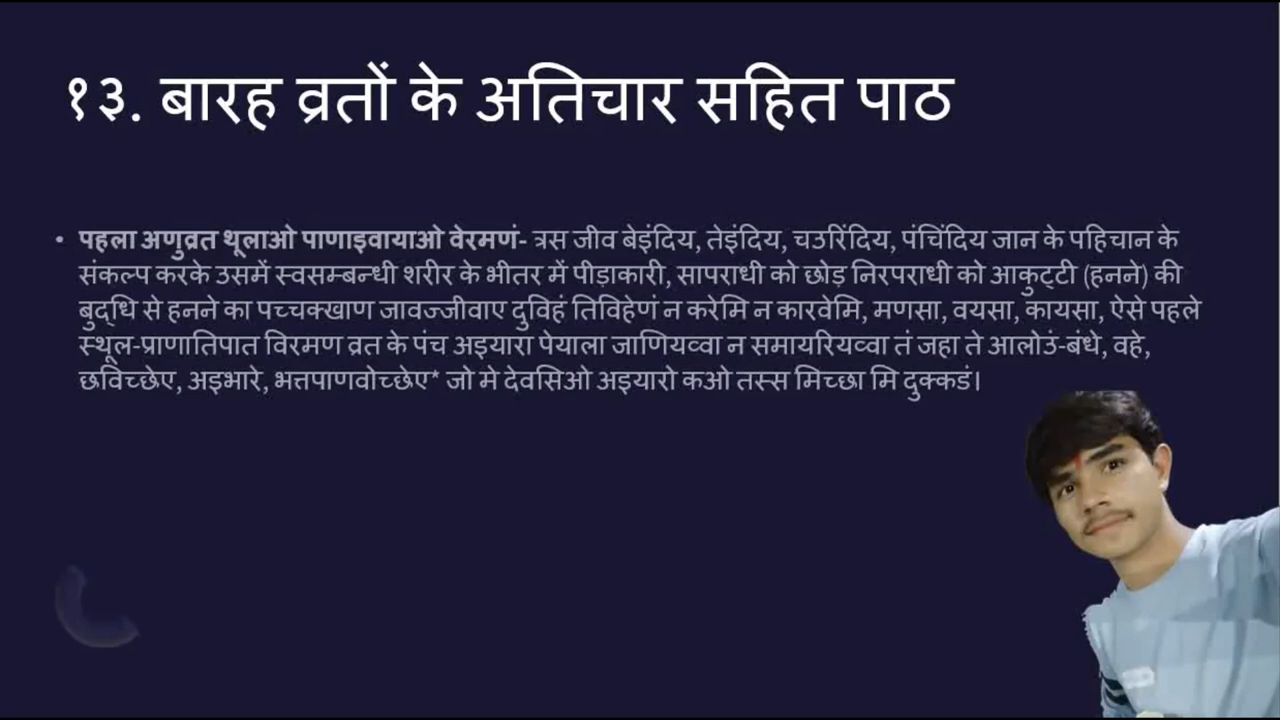 १३. बारह व्रतों के अतिचार सहित पाठ
• पहला अणुव्रत थूलाओ पाणाइवायाओ वेरमणं- त्रस जीव बेइंदिय, तेइंदिय, चउरिंदिय, पंचिंदिय जान के पहिचान के
संकल्प करके उसमें स्वसम्बन्धी शरीर के भीतर में पीड़ाकारी, सापराधी को छोड़ निरपराधी को आकुट्टी (हनने) की
बुद्धि से हनने का पच्चक्खाण जावज्जीवाए दुविहं तिविहेणं न करेमि न कारवेमि, मणसा, वयसा, कायसा, ऐसे पहले
स्थूल-प्राणातिपात विरमण व्रत के पंच अइयारा पेयाला जाणियव्वा न समायरियव्वा तं जहा ते आलोउं-बंधे, वहे,
छविच्छेए, अइभारे, भत्तपाणवोच्छेए* जो मे देवसिओ अइयारो कओ तस्स मिच्छा मि दुक्कडं।